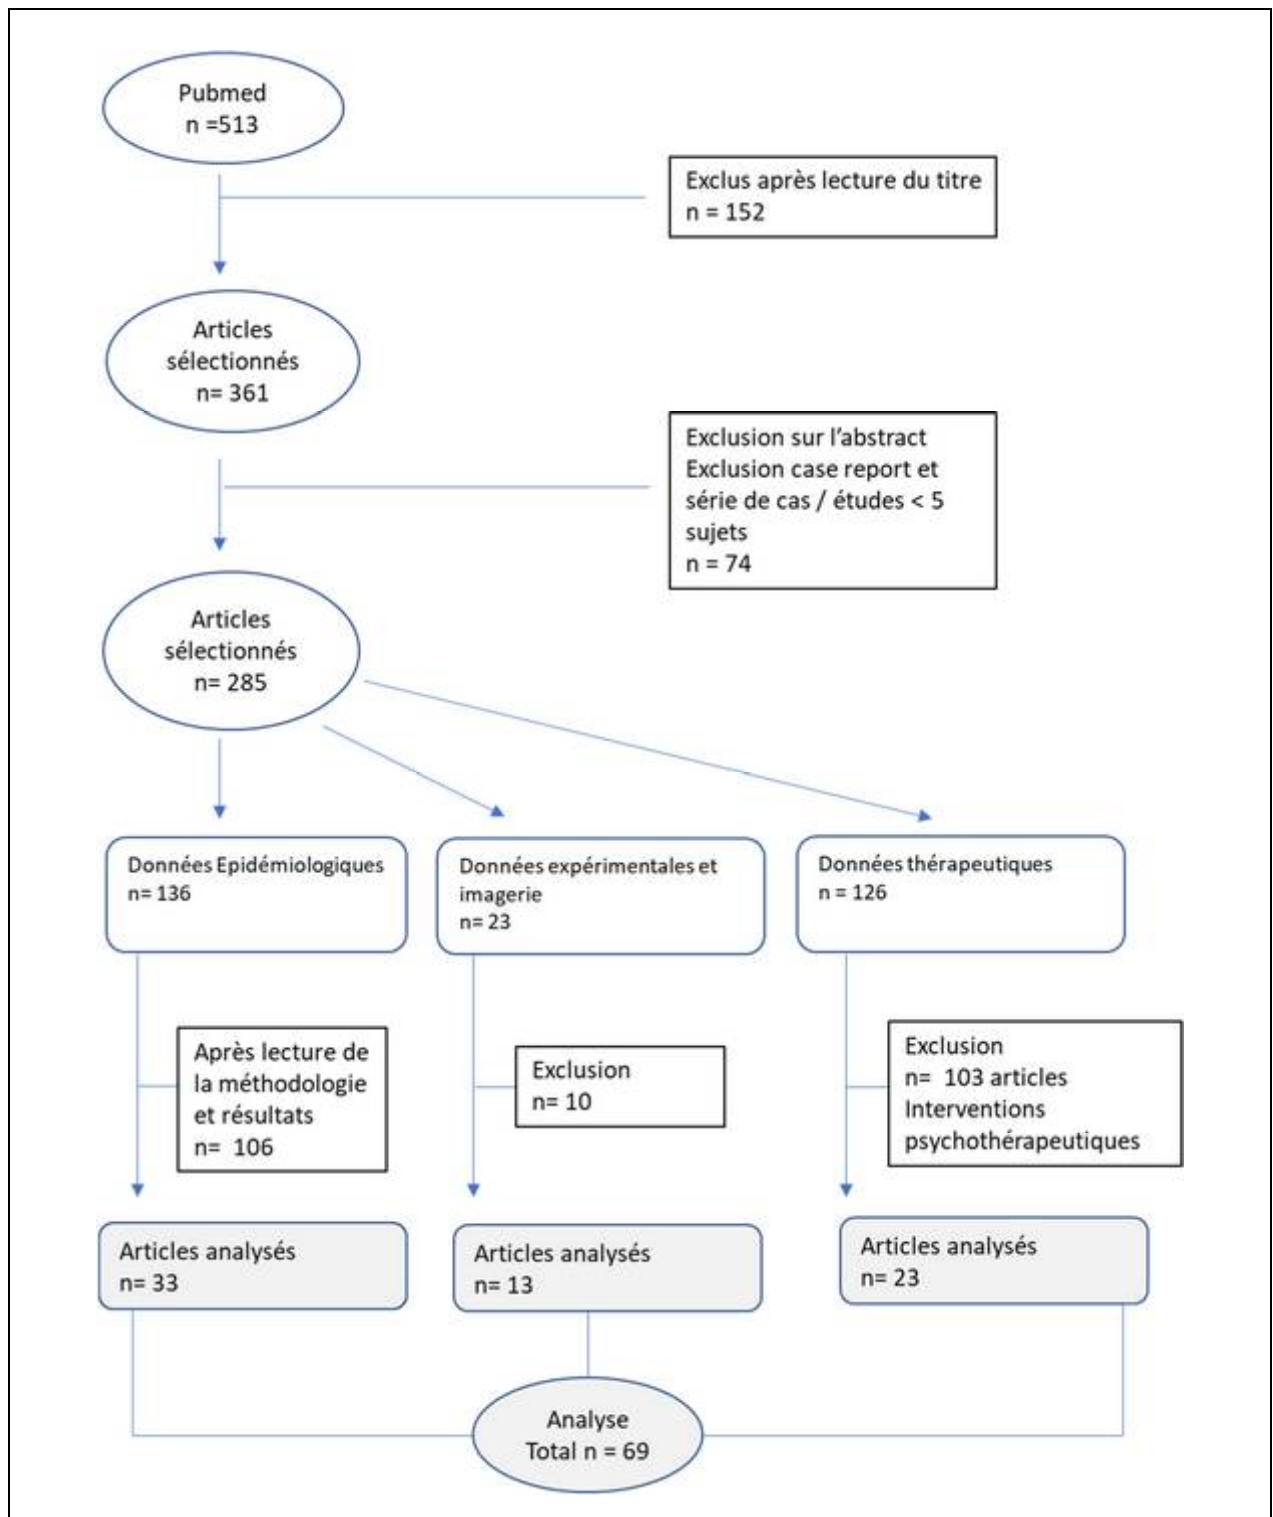 Pubmed
n =513
Exclus après lecture du titre
n = 152
Articles
sélectionnés
n= 361
Exclusion sur l'abstract
Exclusion case report et
série de cas / études < 5
sujets
n = 74
Articles
sélectionnés
n= 285
Données Epidémiologiques
n= 136
Données expérimentales et
imagerie
n= 23
Données thérapeutiques
n = 126
Après lecture de
la méthodologie
et résultats
n=  106
Exclusion
n= 10
Exclusion
n=  103 articles
Interventions
psychothérapeutiques
Articles analysés
n= 33
Articles analysés
n= 13
Articles analysés
n= 23
Analyse
Total n = 69